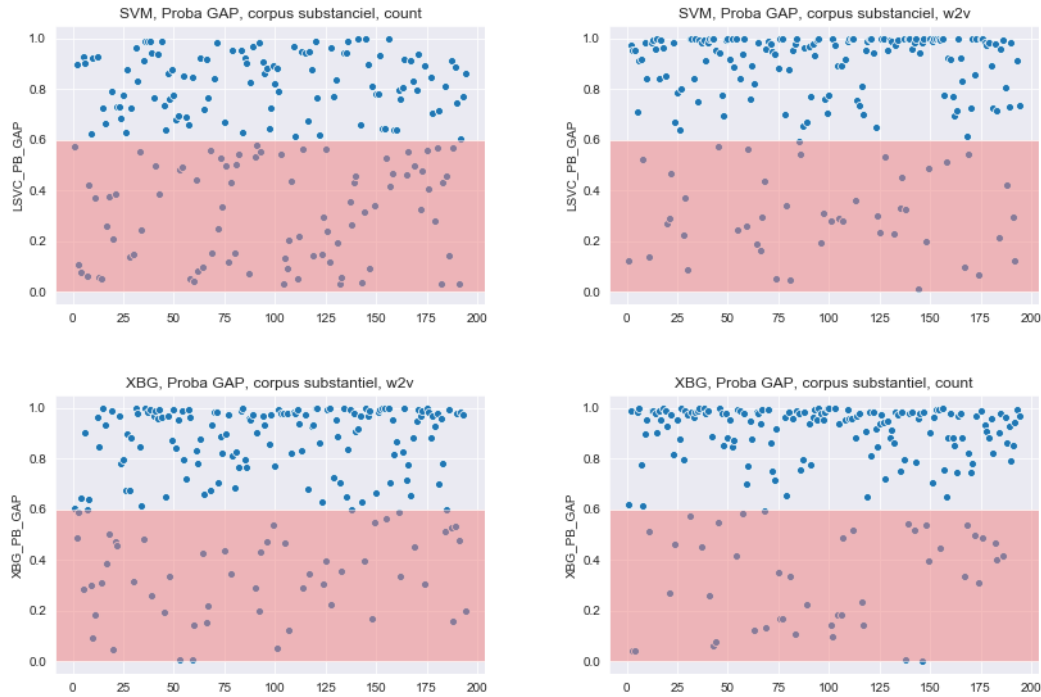 SVM, Proba GAP, corpus substanciel, count
LSVC_PB_GAP
1.0
0.8
0.6
0.4
0.2
0.0
0 25 50 75 100 125 150 175 200
SVM, Proba GAP, corpus substanciel, w2v
LSVC_PB_GAP
1.0
0.8
0.6
0.4
0.2
0.0
0 25 50 75 100 125 150 175 200
XBG, Proba GAP, corpus substantiel, w2v
XBG_PB_GAP
1.0
0.8
0.6
0.4
0.2
0.0
0 25 50 75 100 125 150 175 200
XBG, Proba GAP, corpus substantiel, count
XBG_PB_GAP
1.0
0.8
0.6
0.4
0.2
0.0
0 25 50 75 100 125 150 175 200